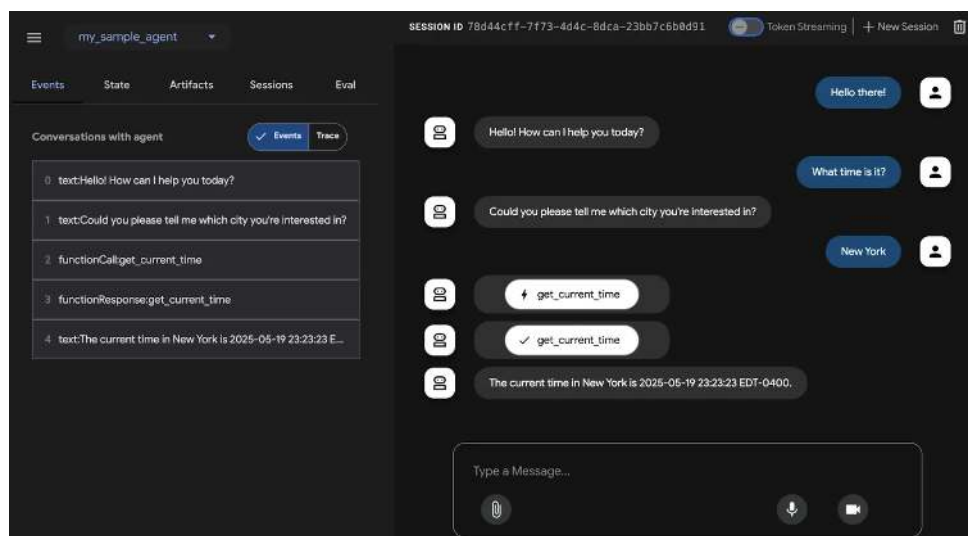 my_sample_agent
SESSION ID 78d44cff-7f73-4d4c-8dca-23bb7c6b0d91 Token Streaming + New Session
Events State Artifacts Sessions Eval
Conversations with agent Events Trace
0 text:Hello! How can I help you today?
1 text:Could you please tell me which city you're interested in?
2 functionCall:get_current_time
3 functionResponse:get_current_time
4 text:The current time in New York is 2025-05-19 23:23:23 E...
Hello there!
Hello! How can I help you today?
What time is it?
Could you please tell me which city you're interested in?
New York
get_current_time
get_current_time
The current time in New York is 2025-05-19 23:23:23 EDT-0400.
Type a Message...